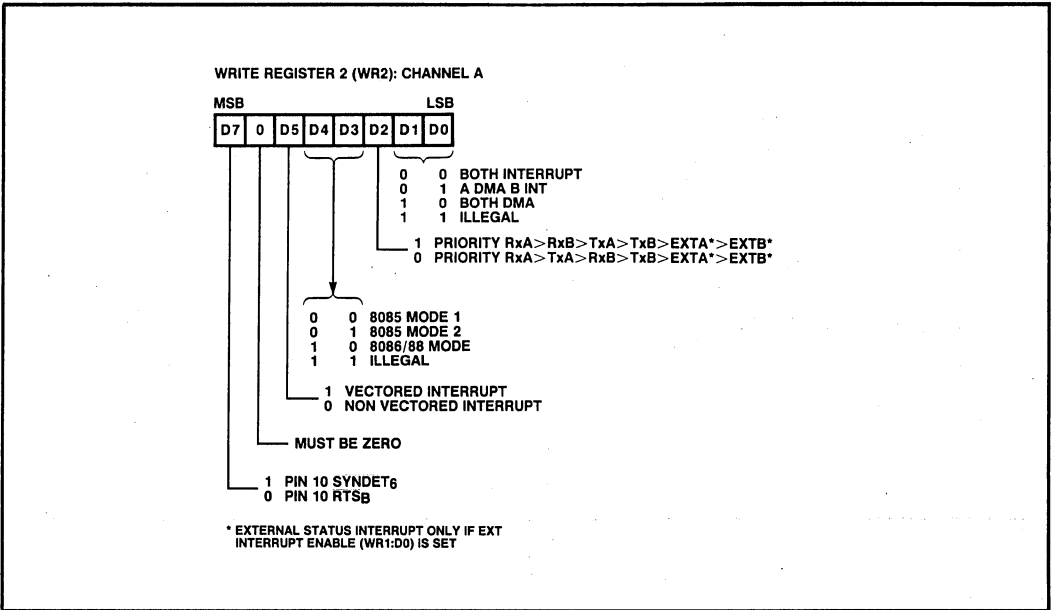 WRITE REGISTER 2 (WR2): CHANNEL A
MSB LSB
D7 0 D5 D4 D3 D2 D1 D0
0 0 BOTH INTERRUPT
0 1 A DMA B INT
1 0 BOTH DMA
1 1 ILLEGAL
1 PRIORITY RxA>RxB>TxA>TxB>EXTA*>EXTB*
0 PRIORITY RxA>TxA>RxB>TxB>EXTA*>EXTB*
0 0 8085 MODE 1
0 1 8085 MODE 2
1 0 8086/88 MODE
1 1 ILLEGAL
1 VECTORED INTERRUPT
0 NON VECTORED INTERRUPT
MUST BE ZERO
1 PIN 10 SYNDET6
0 PIN 10 RTSB
* EXTERNAL STATUS INTERRUPT ONLY IF EXT
INTERRUPT ENABLE (WR1:D0) IS SET